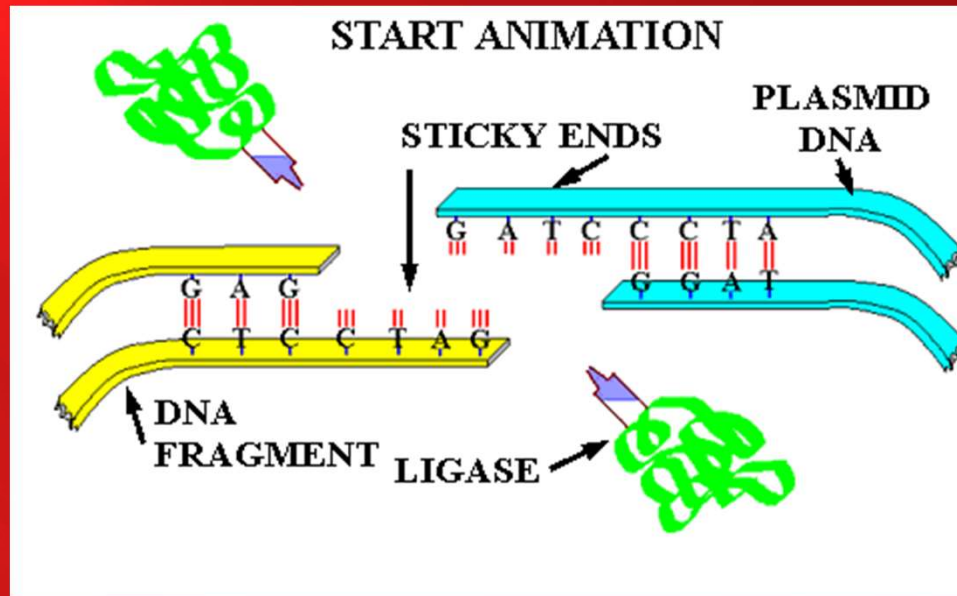 START ANIMATION
PLASMID
DNA
STICKY ENDS
G A T C C C T A
G G A T
G A G
C T C C T A G
DNA
FRAGMENT
LIGASE